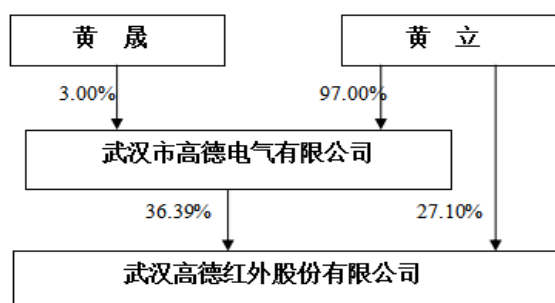 黄 晟
黄 立
3.00%
97.00%
武汉市高德电气有限公司
36.39%
27.10%
武汉高德红外股份有限公司